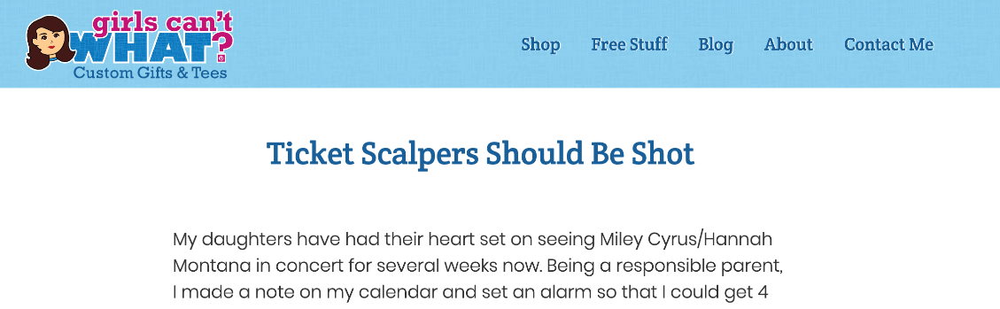 girls can't
WHAT?
Custom Gifts & Tees
Shop Free Stuff Blog About Contact Me
Ticket Scalpers Should Be Shot
My daughters have had their heart set on seeing Miley Cyrus/Hannah
Montana in concert for several weeks now. Being a responsible parent,
I made a note on my calendar and set an alarm so that I could get 4